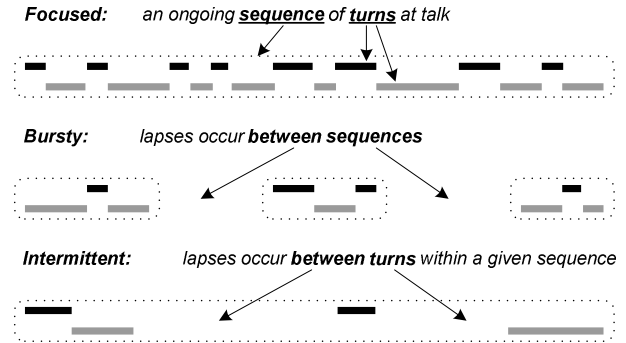 Focused: an ongoing sequence of turns at talk
Bursty: lapses occur between sequences
Intermittent: lapses occur between turns within a given sequence